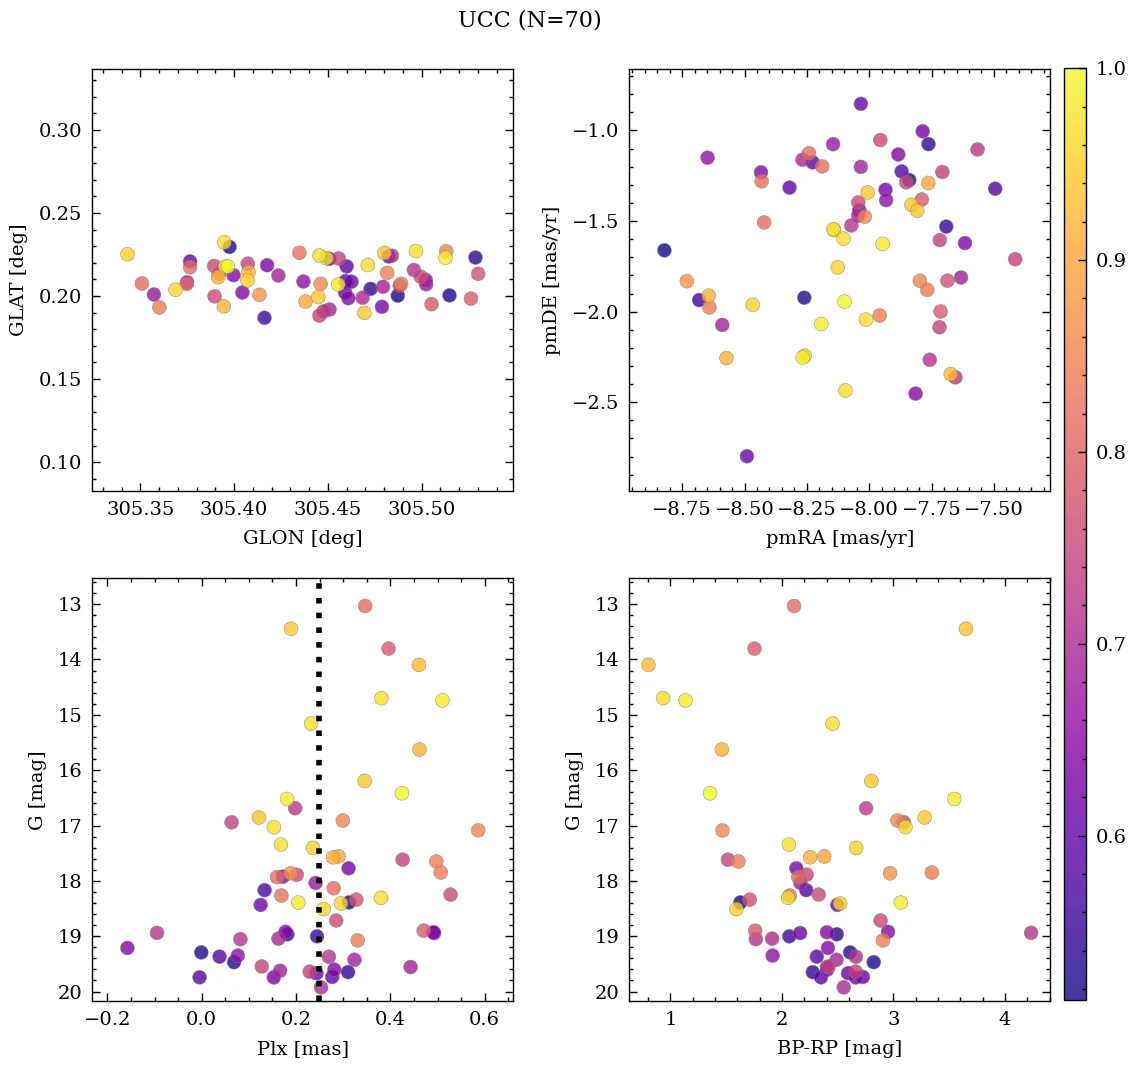 UCC (N=70)
0.30
0.25
0.20
0.15
0.10
GLAT [deg]
305.35 305.40 305.45 305.50
GLON [deg]
−1.0
−1.5
−2.0
−2.5
pmDE [mas/yr]
−8.75 −8.50 −8.25 −8.00 −7.75 −7.50
pmRA [mas/yr]
1.0
0.9
0.8
0.7
0.6
13
14
15
16
17
18
19
20
G [mag]
−0.2 0.0 0.2 0.4 0.6
Plx [mas]
13
14
15
16
17
18
19
20
G [mag]
1 2 3 4
BP-RP [mag]